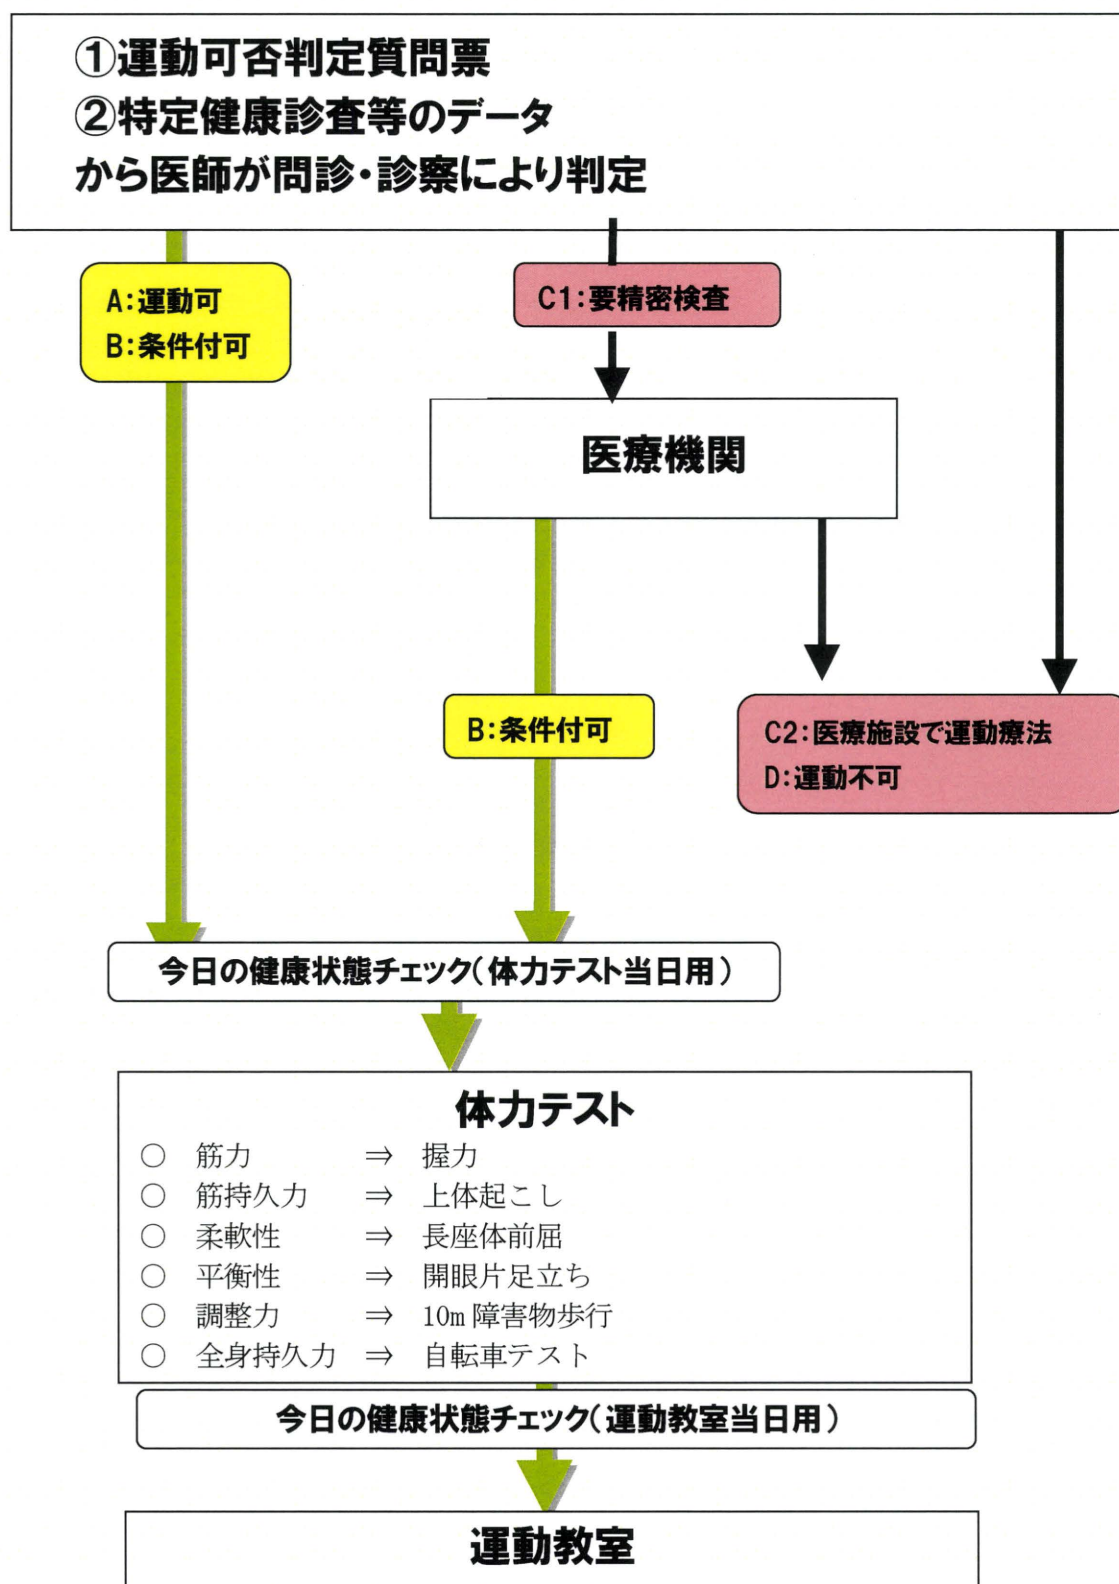 ①運動可否判定質問票
②特定健康診査等のデータ
から医師が問診・診察により判定
A:運動可
B:条件付可
C1:要精密検査
医療機関
B:条件付可
C2:医療施設で運動療法
D:運動不可
今日の健康状態チェック(体力テスト当日用)
体力テスト
○ 筋力 ⇒ 握力
○ 筋持久力 ⇒ 上体起こし
○ 柔軟性 ⇒ 長座体前屈
○ 平衡性 ⇒ 開眼片足立ち
○ 調整力 ⇒ 10m 障害物歩行
○ 全身持久力 ⇒ 自転車テスト
今日の健康状態チェック(運動教室当日用)
運動教室